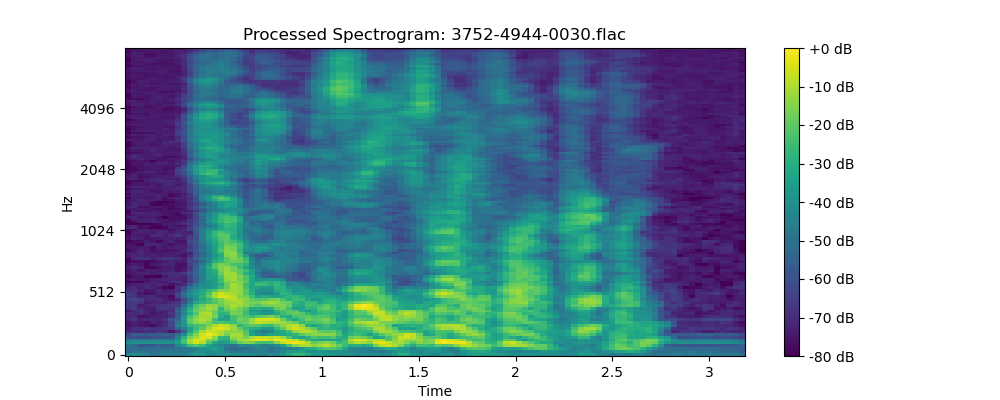 Processed Spectrogram: 3752-4944-0030.flac
Hz
4096
2048
1024
512
0
0
0.5
1
1.5
2
2.5
3
Time
+0 dB
-10 dB
-20 dB
-30 dB
-40 dB
-50 dB
-60 dB
-70 dB
-80 dB